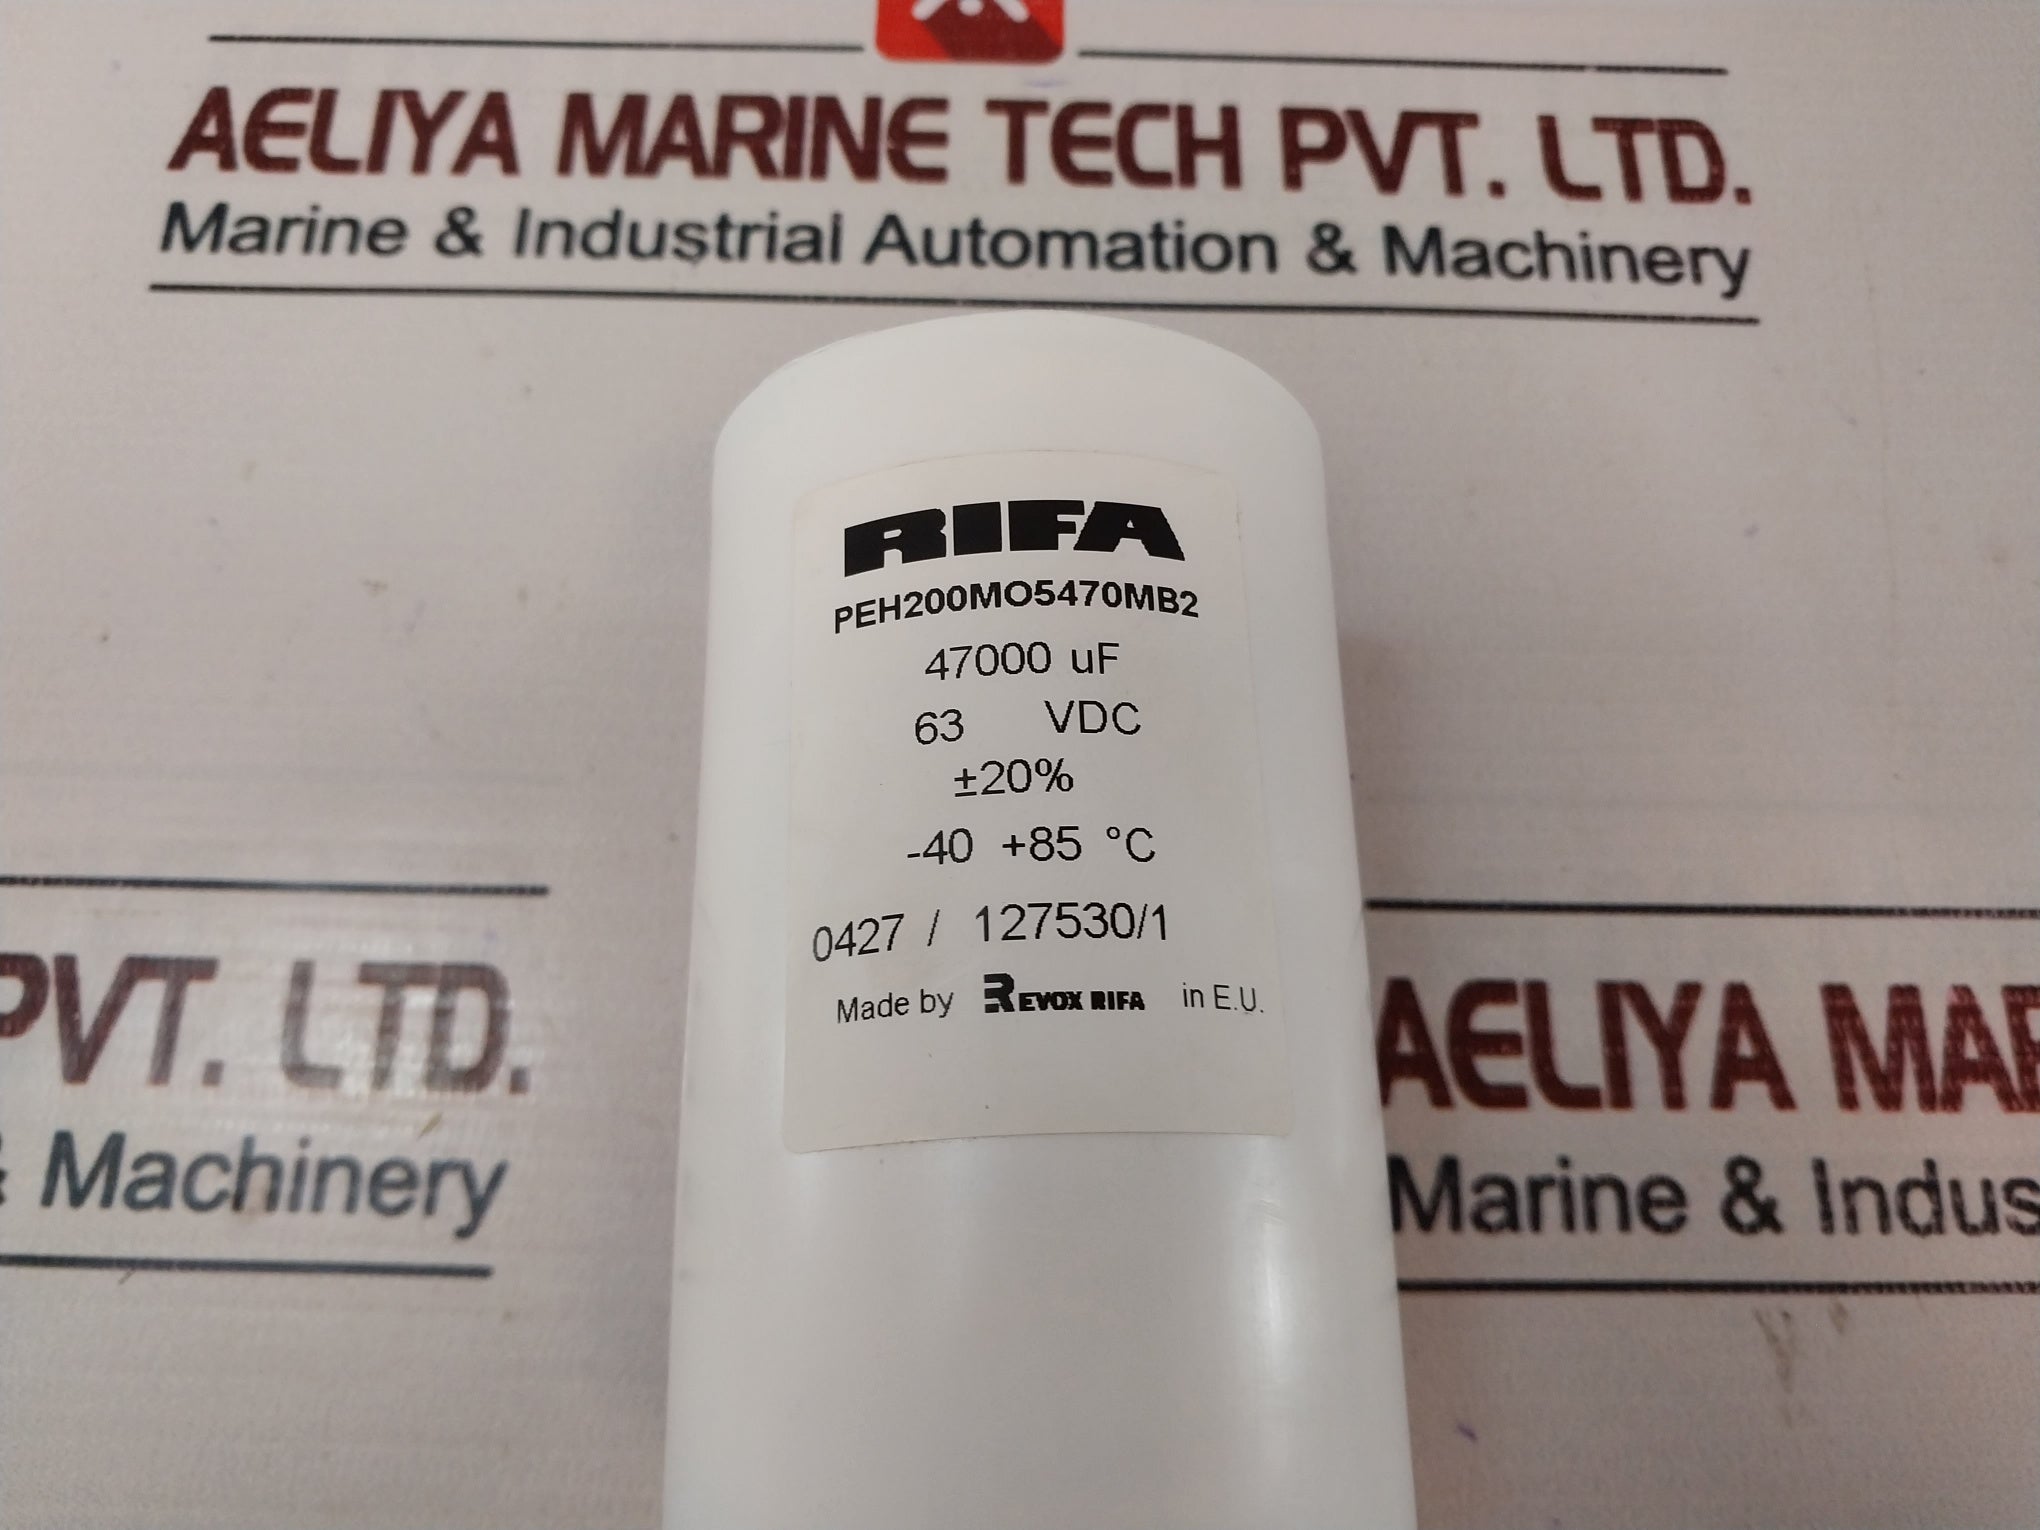 AELIYA MARINE TECH PVT. LTD.
Marine & Industrial Automation & Machinery
RIFA
PEH200MO5470MB2
47000 uF
63 VDC
±20%
-40 +85 °C
0427 / 127530/1
Made by REVOX RIFA in E.U.
PVT. LTD.
& Machinery
AELIYA MAR
Marine & Indus